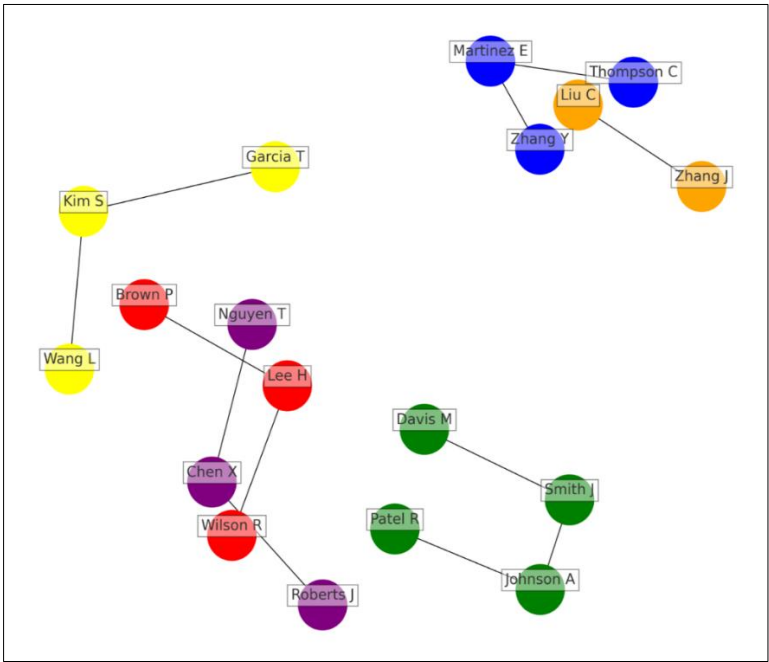 Martinez E
Thompson C
Liu C
Zhang Y
Garcia T
Zhang J
Kim S
Brown P
Nguyen T
Wang L
Lee H
Davis M
Chen X
Smith J
Patel R
Wilson R
Johnson A
Roberts J